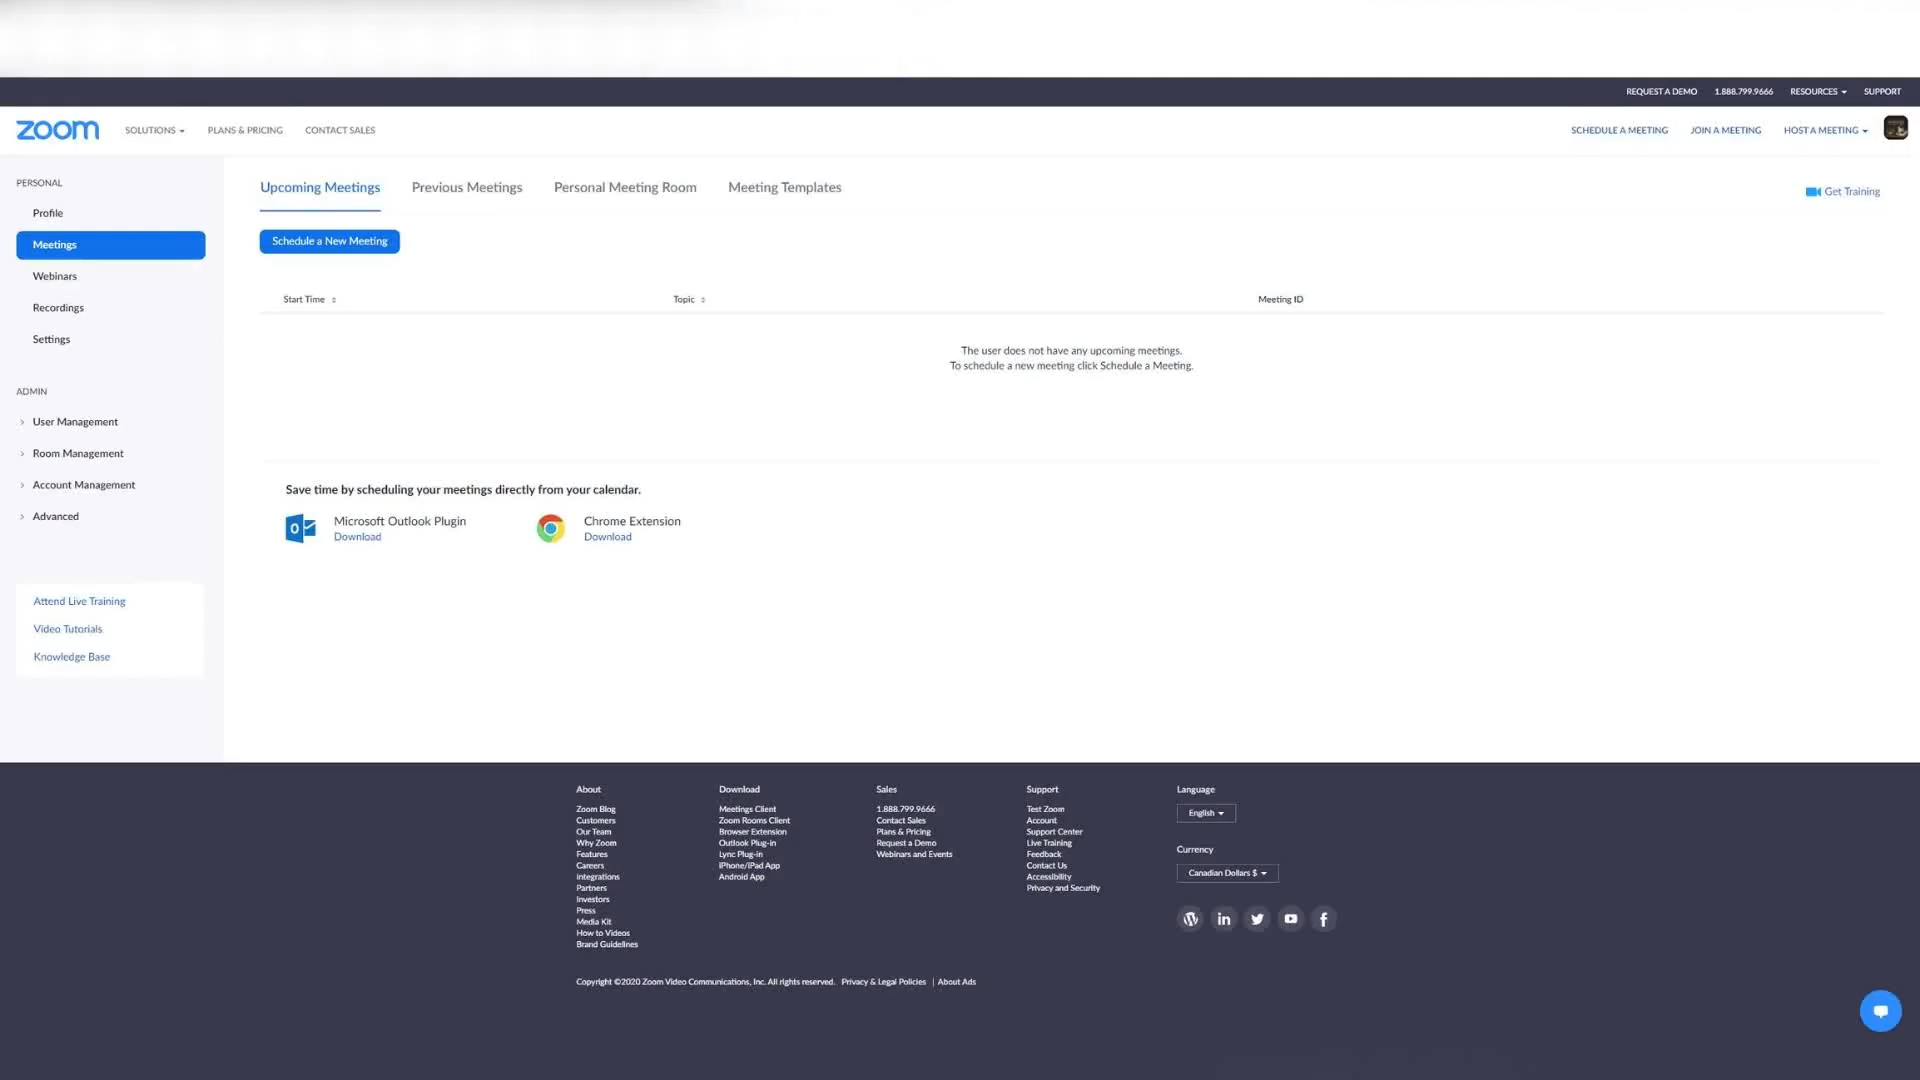 REQUEST A DEMO 1.888.799.9666 RESOURCES SUPPORT
zoom SOLUTIONS PLANS & PRICING CONTACT SALES SCHEDULE A MEETING JOIN A MEETING HOST A MEETING
PERSONAL
Profile
Meetings
Webinars
Recordings
Settings
ADMIN
User Management
Room Management
Account Management
Advanced
Attend Live Training
Video Tutorials
Knowledge Base
Upcoming Meetings Previous Meetings Personal Meeting Room Meeting Templates
Get Training
Schedule a New Meeting
Start Time Topic Meeting ID
The user does not have any upcoming meetings.
To schedule a new meeting click Schedule a Meeting.
Save time by scheduling your meetings directly from your calendar.
Microsoft Outlook Plugin
Download
Chrome Extension
Download
About
Zoom Blog
Customers
Our Team
Why Zoom
Features
Careers
Integrations
Partners
Investors
Press
Media Kit
How to Videos
Brand Guidelines
Download
Meetings Client
Zoom Rooms Client
Browser Extension
Outlook Plug-in
Lync Plug-in
iPhone/iPad App
Android App
Sales
1.888.799.9666
Contact Sales
Plans & Pricing
Request a Demo
Webinars and Events
Support
Test Zoom
Account
Support Center
Live Training
Feedback
Contact Us
Accessibility
Privacy and Security
Language
English
Currency
Canadian Dollars $
Copyright ©2020 Zoom Video Communications, Inc. All rights reserved. Privacy & Legal Policies | About Ads